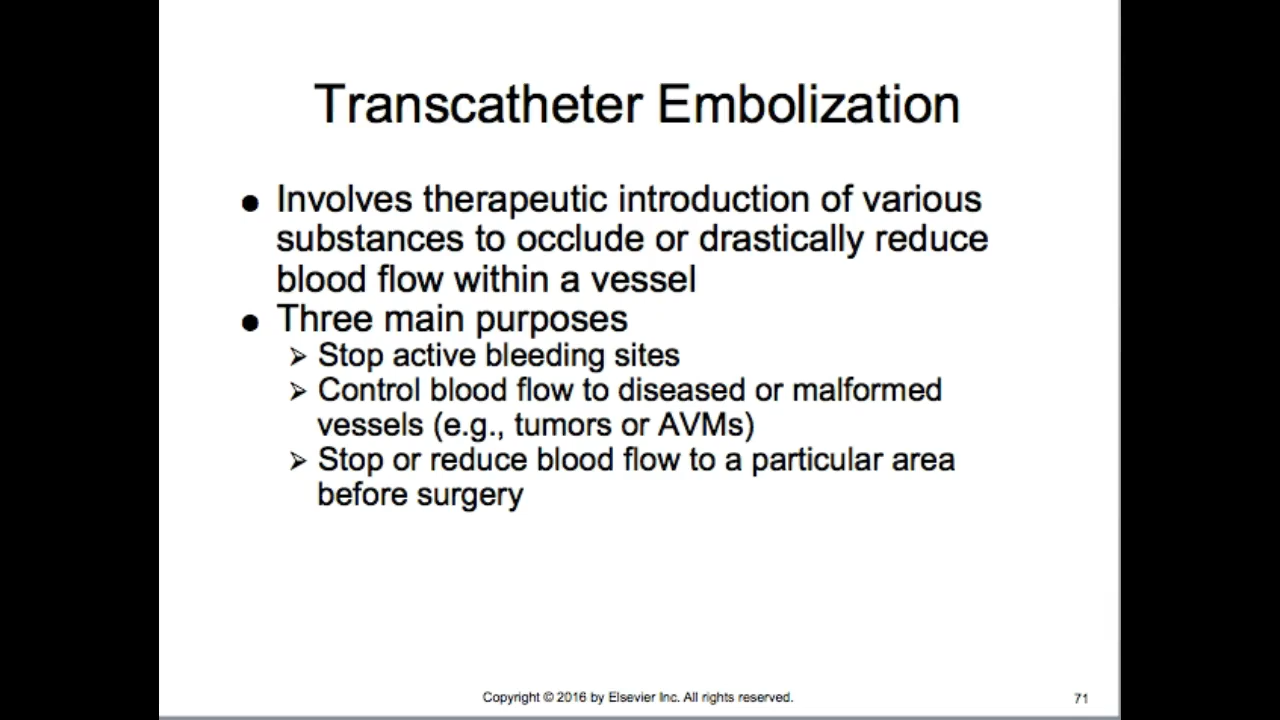 Transcatheter Embolization
● Involves therapeutic introduction of various
substances to occlude or drastically reduce
blood flow within a vessel
● Three main purposes
➢ Stop active bleeding sites
➢ Control blood flow to diseased or malformed
vessels (e.g., tumors or AVMs)
➢ Stop or reduce blood flow to a particular area
before surgery
Copyright © 2016 by Elsevier Inc. All rights reserved.
71